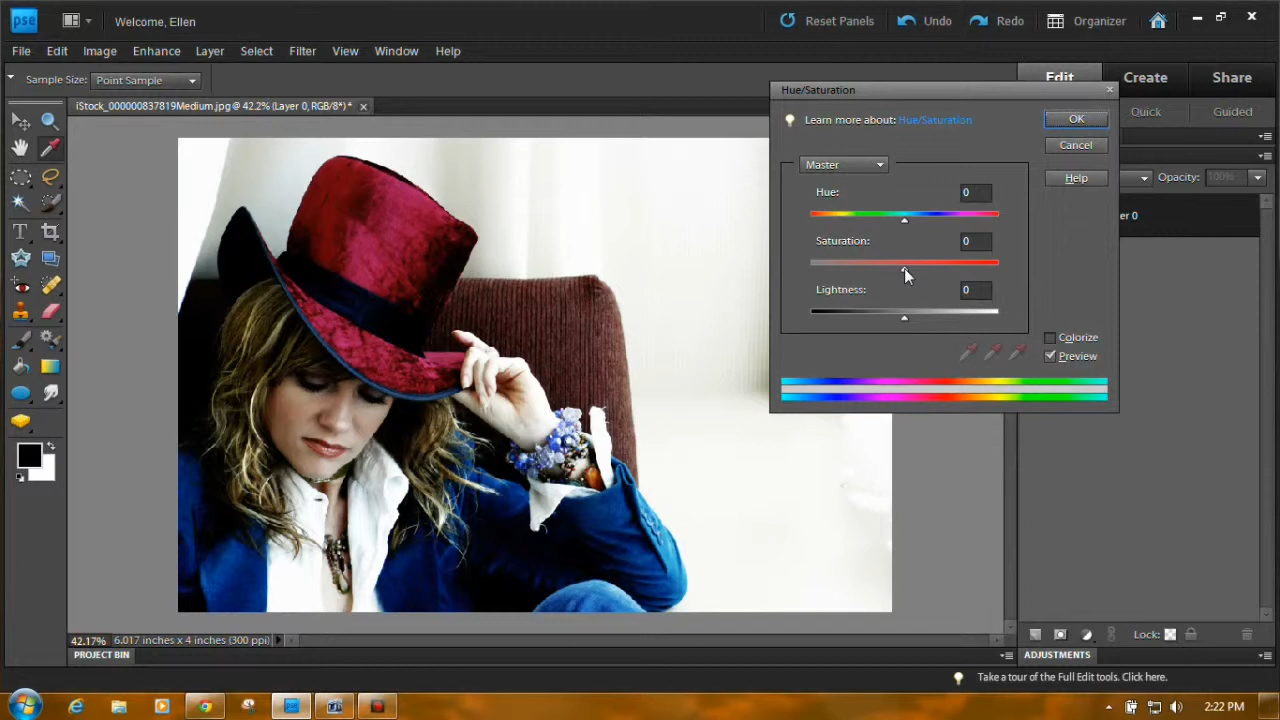 pse
Welcome, Ellen
Reset Panels
Undo
Redo
Organizer
File Edit Image Enhance Layer Select Filter View Window Help
Sample Size: Point Sample
Edit
Create
Share
iStock_000000837819Medium.jpg @ 42.2% (Layer 0, RGB/8*) *
Quick
Guided
Hue/Saturation
Learn more about: Hue/Saturation
OK
Cancel
Help
Master
Hue: 0
Saturation: 0
Lightness: 0
Colorize
Preview
Opacity: 100%
er 0
42.17% 6.017 inches x 4 inches (300 ppi)
Lock:
PROJECT BIN
ADJUSTMENTS
Take a tour of the Full Edit tools. Click here.
pse
2:22 PM